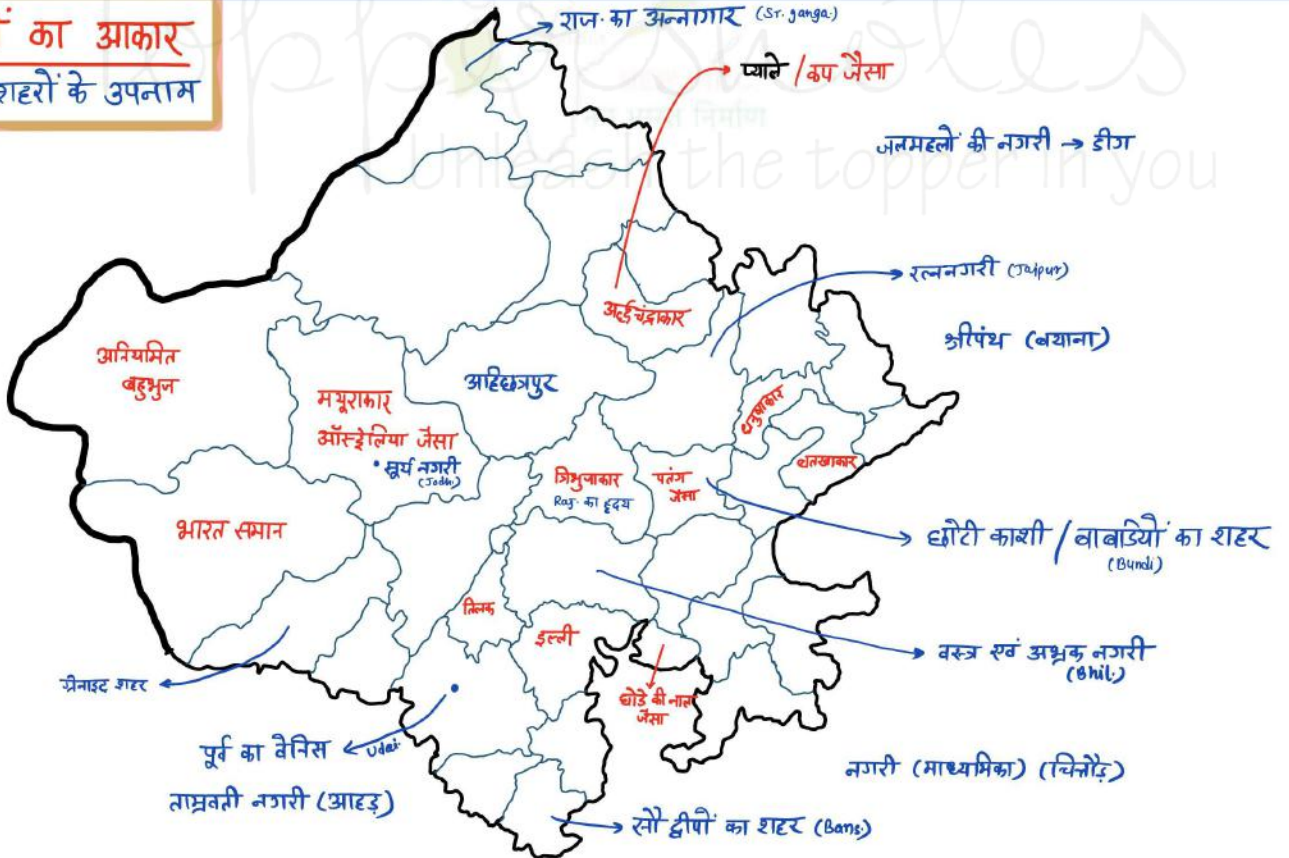 का आकार
शहरों के उपनाम
राज. का अन्नागार (Sr. ganga.)
प्याले / कप जैसा
निर्माण
Unleash the topper in you
जलमहलों की नगरी → डीग
रत्ननगरी (Jaipur)
अर्द्धचंद्राकार
श्रीपंथ (बयाना)
अनियमित
बहुभुज
अहिछत्रपुर
मयूराकार
ऑस्ट्रेलिया जैसा
• सूर्य नगरी
(Jodh.)
धनुषाकार
बतखाकार
त्रिभुजाकार
Raj. का हृदय
पतंग
जैसा
भारत समान
छोटी काशी / बावडियों का शहर
(Bundi)
तिलक
इल्ली
वस्त्र एवं अभ्रक नगरी
(Bhil.)
घोडे की नाल
जैसा
ग्रेनाइट शहर
पूर्व का वेनिस
Udai.
नगरी (माध्यमिका) (चित्तौड़)
ताम्रवती नगरी (आहड़)
सौ द्वीपों का शहर (Bans.)